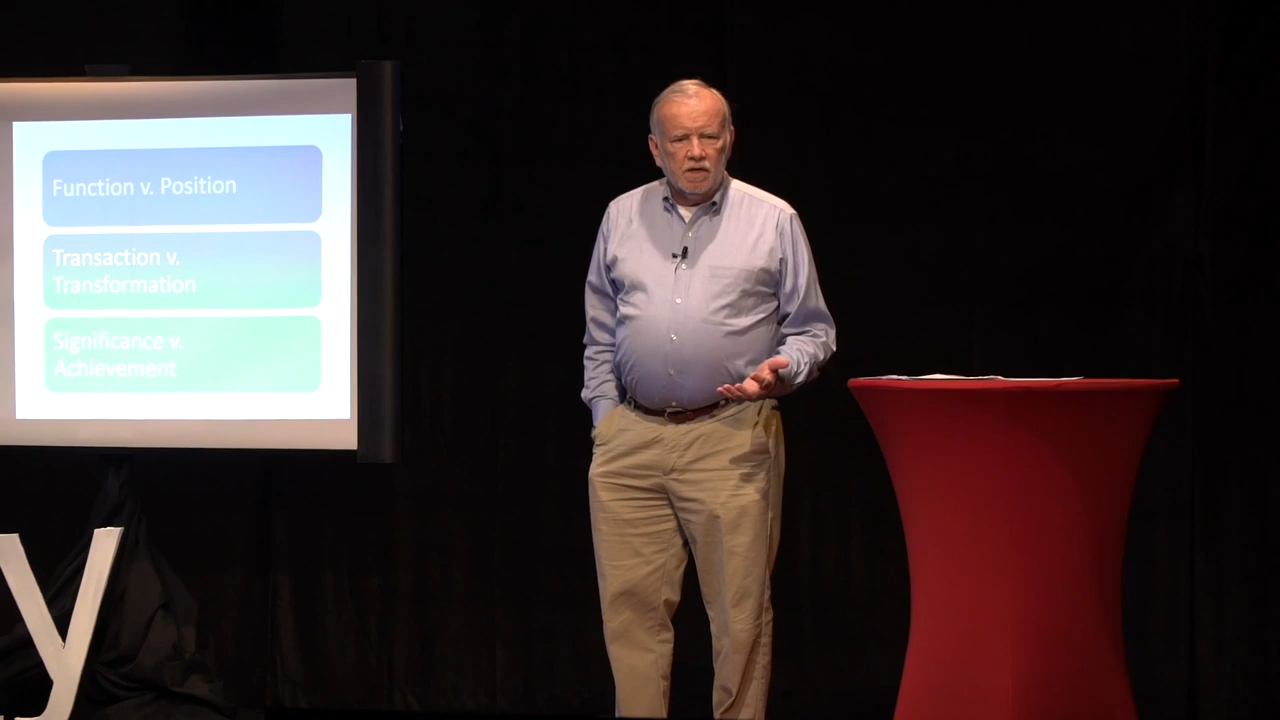 Function v. Position
Transaction v.
Transformation
Significance v.
Achievement
y